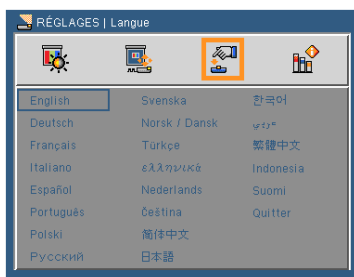 RÉGLAGES | Langue
English Svenska 한국어
Deutsch Norsk / Dansk عربي
Français Türkçe 繁體中文
Italiano ελληνικά Indonesia
Español Nederlands Suomi
Português Čeština Quitter
Polski 简体中文
Русский 日本語